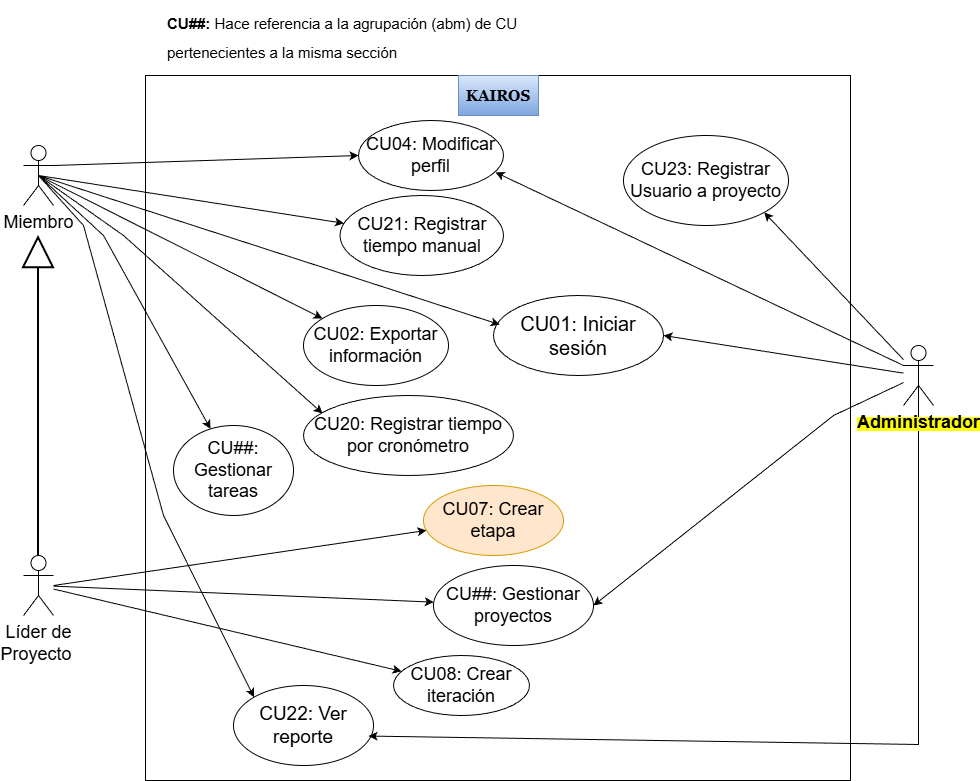 CU##: Hace referencia a la agrupación (abm) de CU
pertenecientes a la misma sección
KAIROS
CU04: Modificar
perfil
CU23: Registrar
Usuario a proyecto
Miembro
CU21: Registrar
tiempo manual
CU01: Iniciar
sesión
CU02: Exportar
información
Administrador
CU20: Registrar tiempo
por cronómetro
CU##:
Gestionar
tareas
CU07: Crear
etapa
CU##: Gestionar
proyectos
Líder de
Proyecto
CU08: Crear
iteración
CU22: Ver
reporte